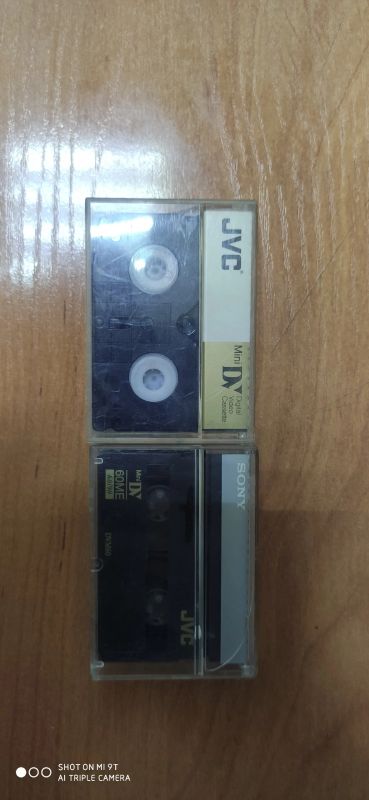 JVC
Mini DV Digital
Video
Cassette
SONY
Mini DV
60ME
JVC
SHOT ON MI 9T
AI TRIPLE CAMERA